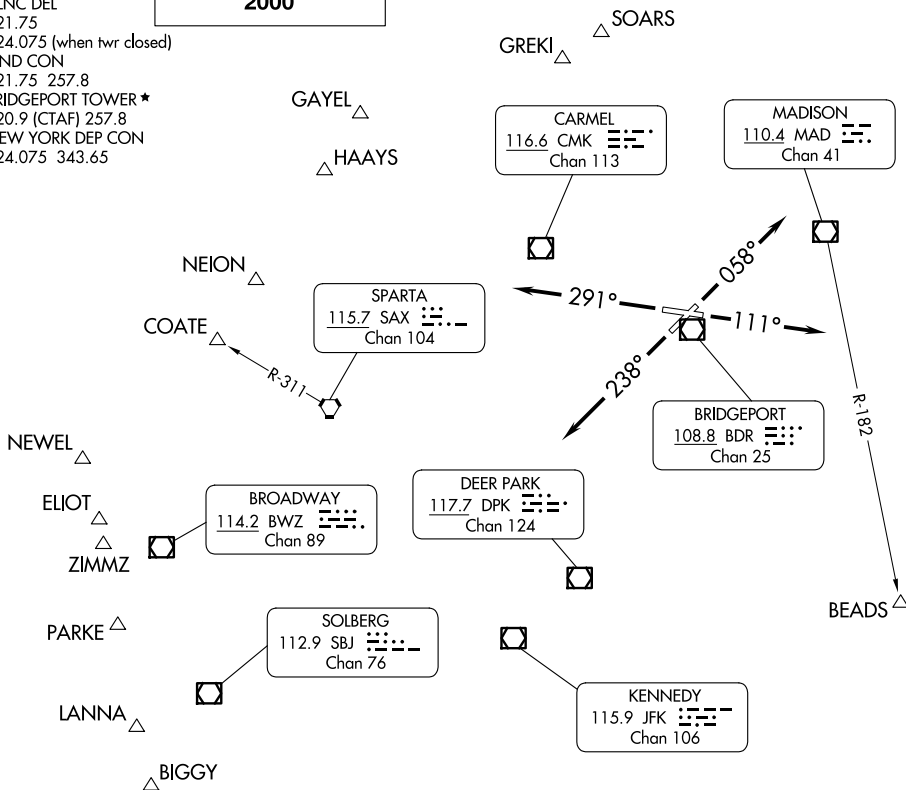 LNC DEL
21.75
24.075 (when twr closed)
ND CON
21.75 257.8
RIDGEPORT TOWER ★
20.9 (CTAF) 257.8
EW YORK DEP CON
24.075 343.65
2000
SOARS
GREKI
GAYEL
HAAYS
CARMEL
116.6 CMK
Chan 113
MADISON
110.4 MAD
Chan 41
NEION
COATE
SPARTA
115.7 SAX
Chan 104
R-311
291°
058°
111°
238°
BRIDGEPORT
108.8 BDR
Chan 25
R-182
NEWEL
ELIOT
ZIMMZ
BROADWAY
114.2 BWZ
Chan 89
DEER PARK
117.7 DPK
Chan 124
BEADS
PARKE
SOLBERG
112.9 SBJ
Chan 76
LANNA
KENNEDY
115.9 JFK
Chan 106
BIGGY